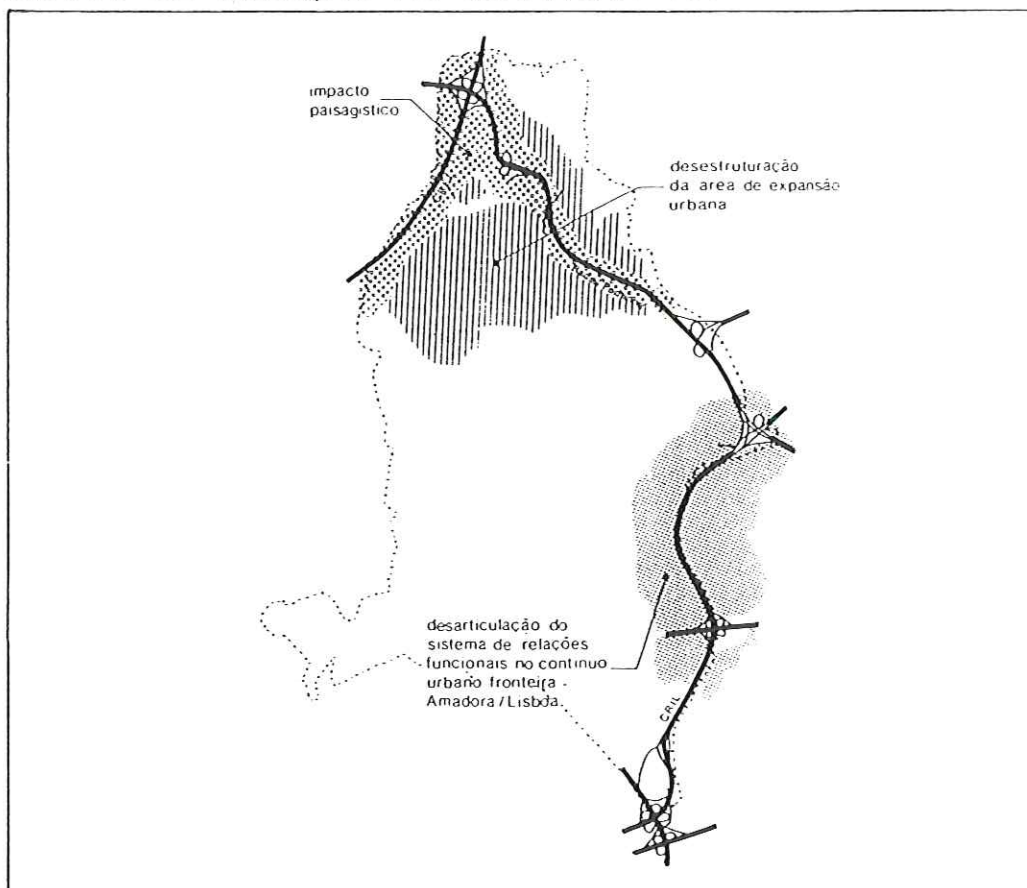 impacto
paisagístico
desestruturação
da area de expansão
urbana
desarticulação do
sistema de relações
funcionais no continuo
urbano fronteira -
Amadora / Lisboa.
CRIL